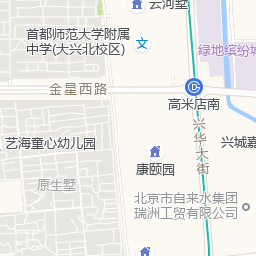 云河墅
首都师范大学附属
中学(大兴北校区)
绿地缤纷城
金星西路
高米店南
兴华大街
艺海童心幼儿园
兴城嘉
康颐园
原生墅
北京市自来水集团
瑞洲工贸有限公司